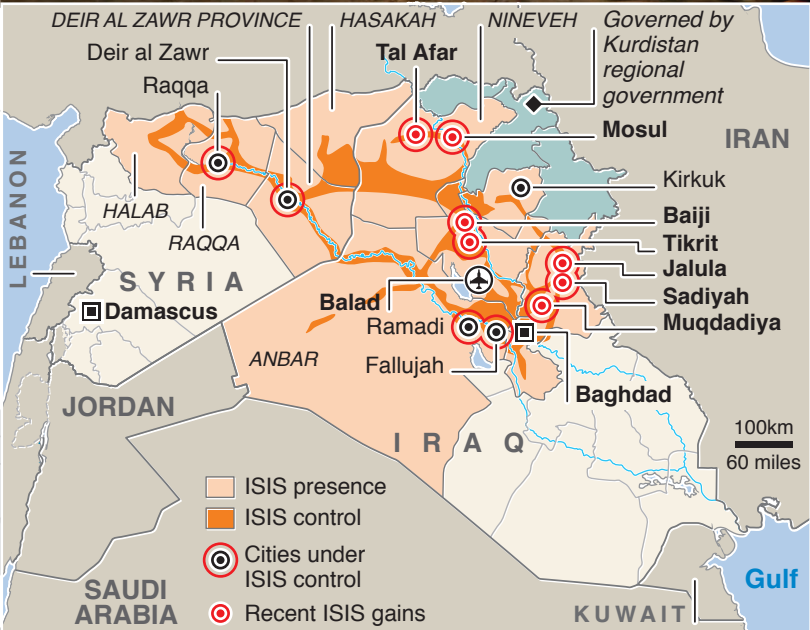 DEIR AL ZAWR PROVINCE
HASAKAH
NINEVEH
Governed by
Kurdistan
regional
government
Deir al Zawr
Tal Afar
Raqqa
Mosul
IRAN
Kirkuk
LEBANON
HALAB
Baiji
RAQQA
Tikrit
SYRIA
Jalula
Balad
Sadiyah
Damascus
Ramadi
Muqdadiya
ANBAR
Fallujah
Baghdad
JORDAN
IRAQ
100km
60 miles
ISIS presence
ISIS control
Cities under
ISIS control
Recent ISIS gains
SAUDI
ARABIA
KUWAIT
Gulf